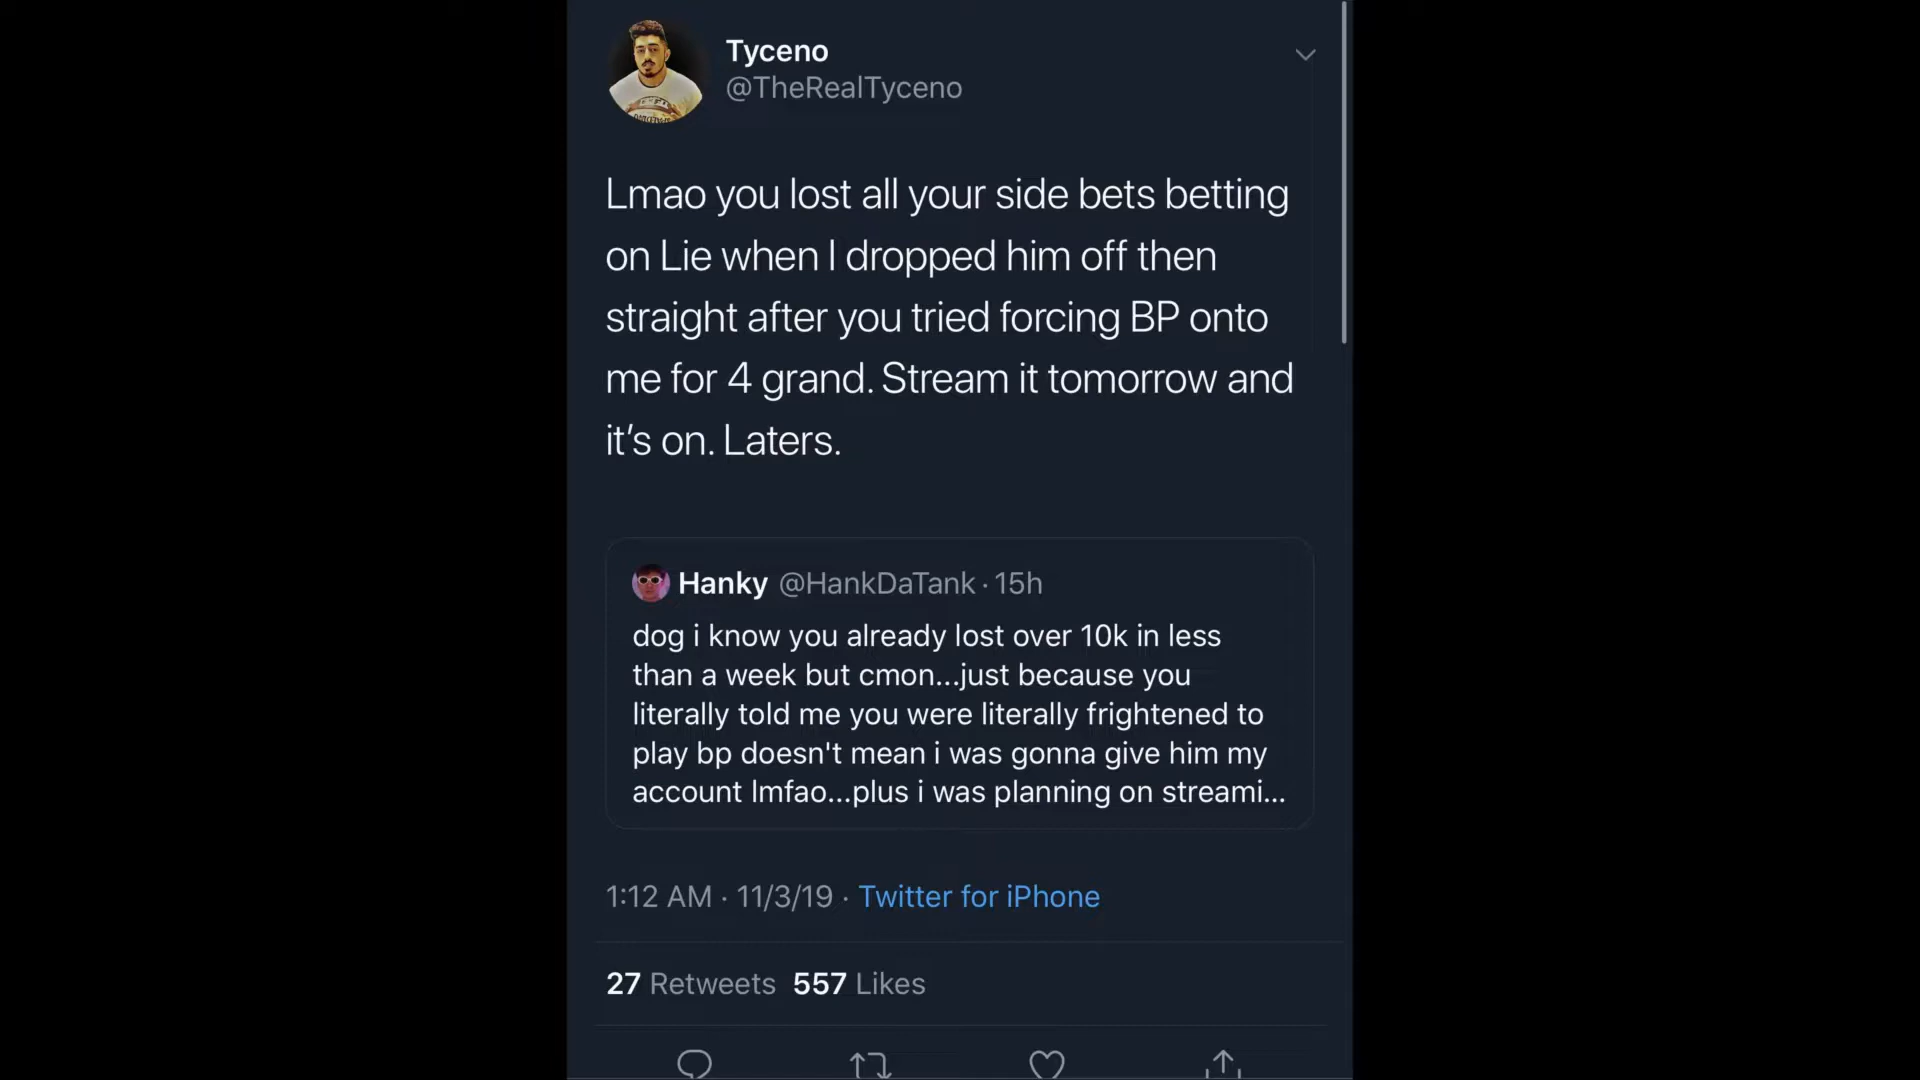 Tyceno
@TheRealTyceno
Lmao you lost all your side bets betting
on Lie when I dropped him off then
straight after you tried forcing BP onto
me for 4 grand. Stream it tomorrow and
it’s on. Laters.
Hanky @HankDaTank · 15h
dog i know you already lost over 10k in less
than a week but cmon...just because you
literally told me you were literally frightened to
play bp doesn't mean i was gonna give him my
account lmfao...plus i was planning on streami...
1:12 AM · 11/3/19 · Twitter for iPhone
27 Retweets 557 Likes